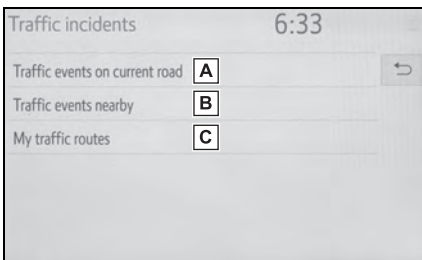 Traffic incidents 6:33
Traffic events on current road A
Traffic events nearby B
My traffic routes C